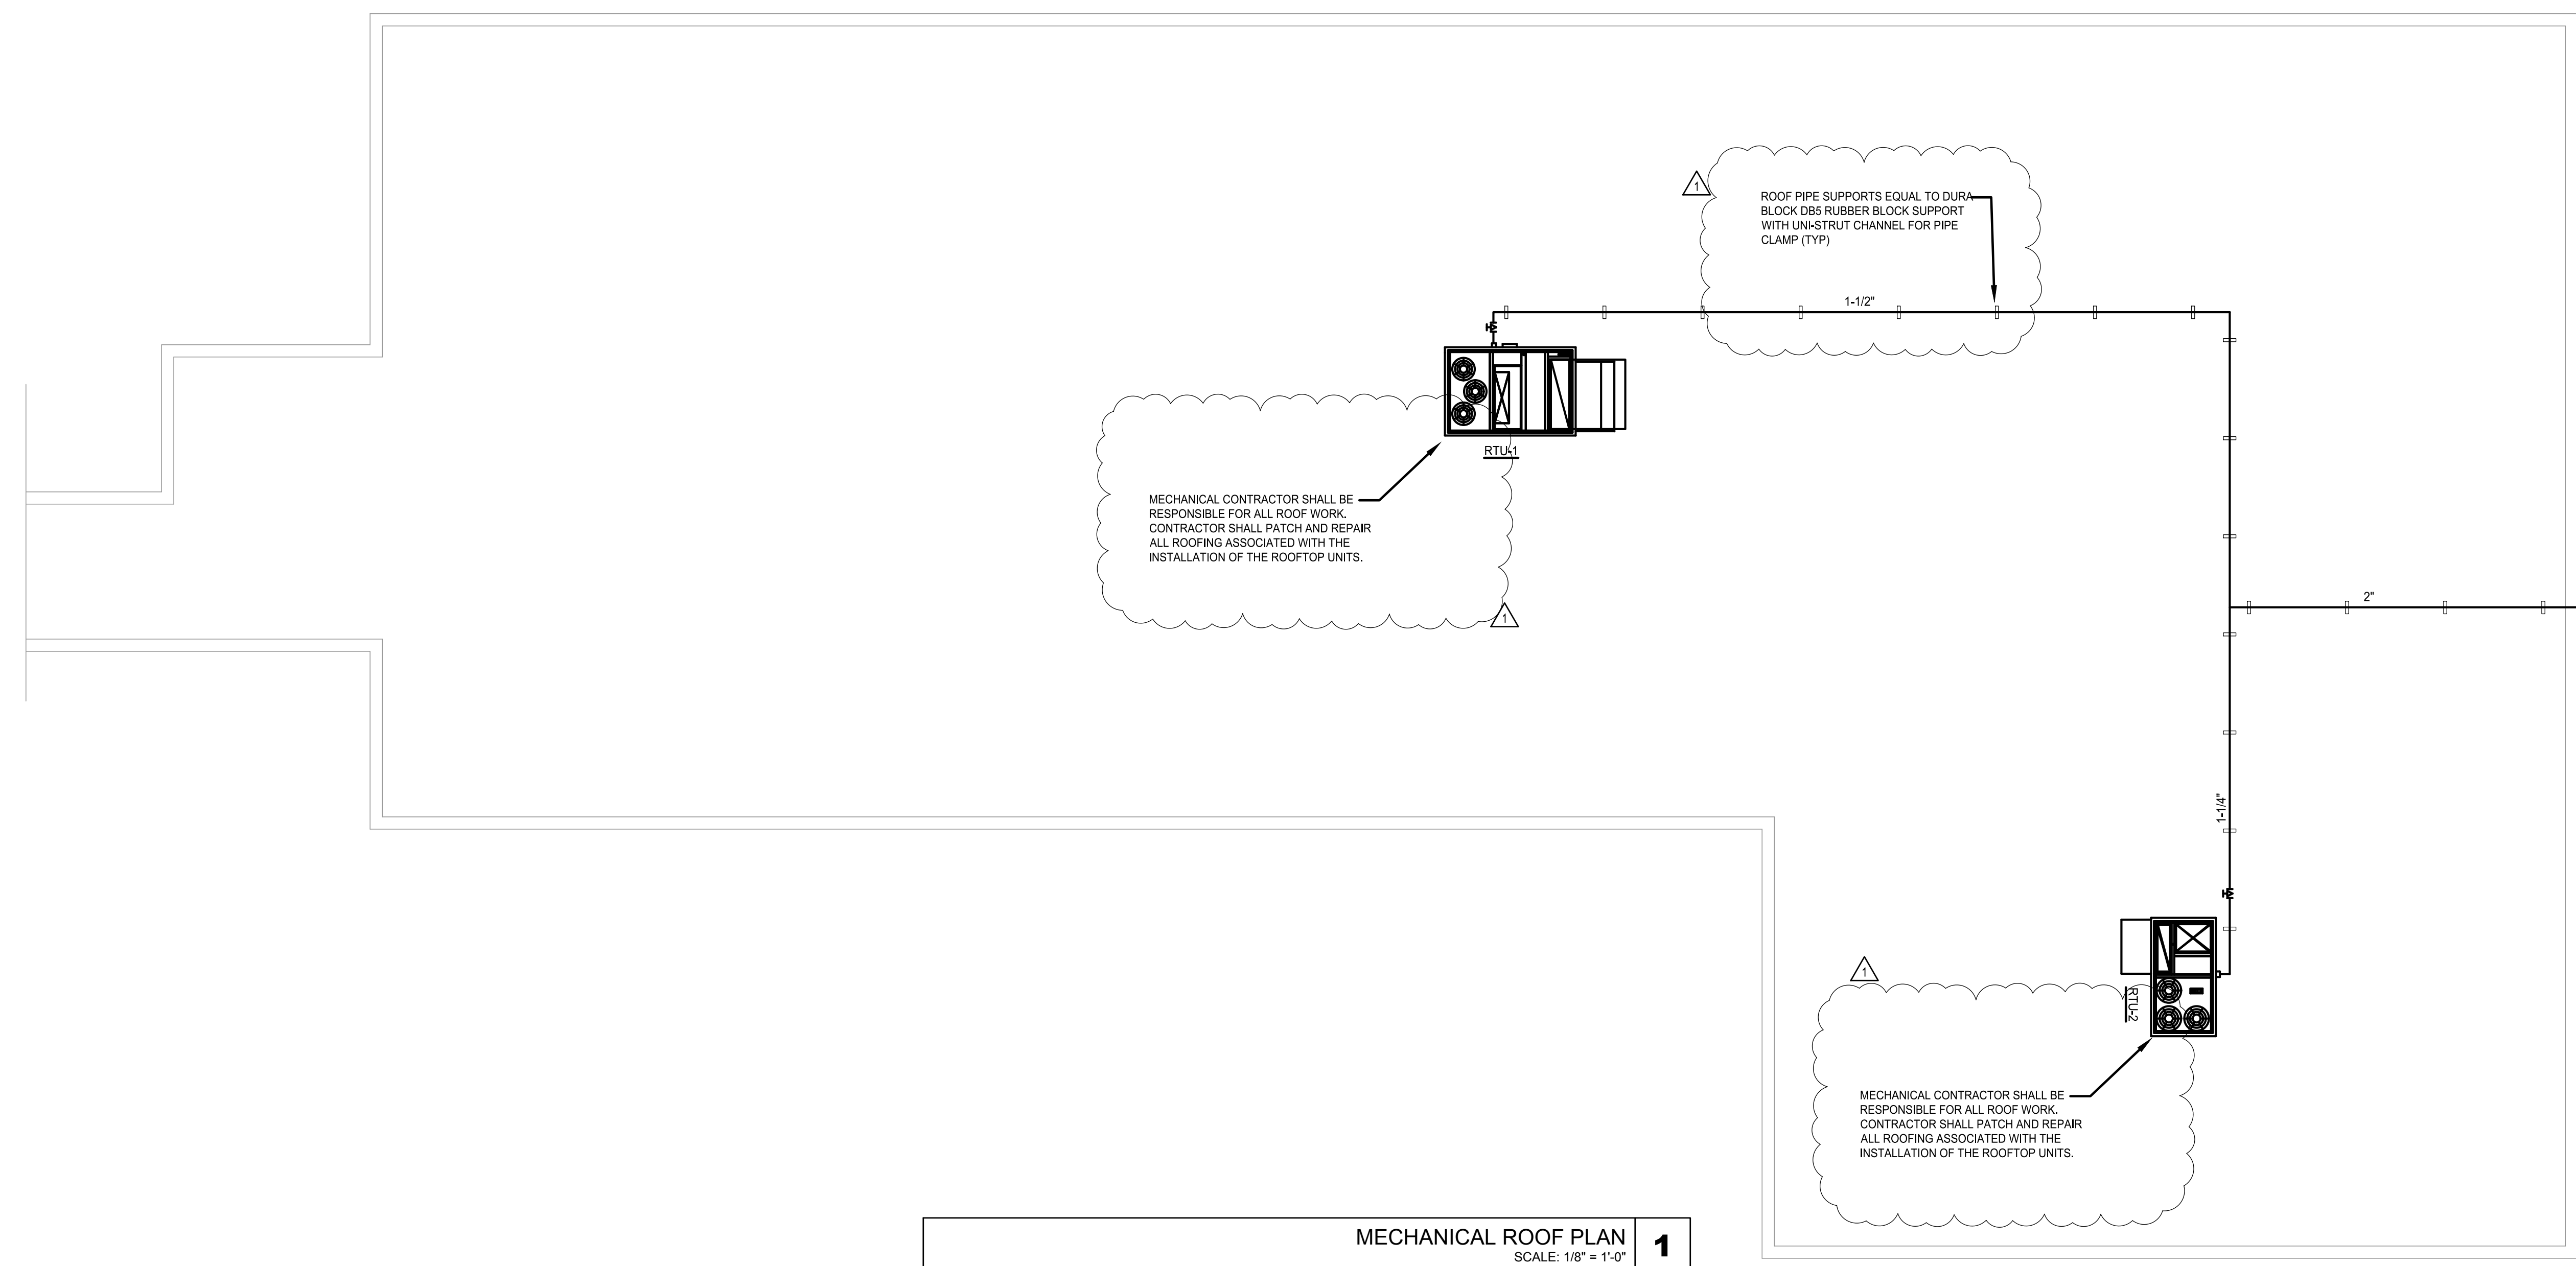 1
ROOF PIPE SUPPORTS EQUAL TO DURA
BLOCK DB5 RUBBER BLOCK SUPPORT
WITH UNI-STRUT CHANNEL FOR PIPE
CLAMP (TYP)
1-1/2"
RTU-1
MECHANICAL CONTRACTOR SHALL BE
RESPONSIBLE FOR ALL ROOF WORK.
CONTRACTOR SHALL PATCH AND REPAIR
ALL ROOFING ASSOCIATED WITH THE
INSTALLATION OF THE ROOFTOP UNITS.
1
2"
1-1/4"
1
RTU-2
MECHANICAL CONTRACTOR SHALL BE
RESPONSIBLE FOR ALL ROOF WORK.
CONTRACTOR SHALL PATCH AND REPAIR
ALL ROOFING ASSOCIATED WITH THE
INSTALLATION OF THE ROOFTOP UNITS.
MECHANICAL ROOF PLAN
SCALE: 1/8" = 1'-0"
1